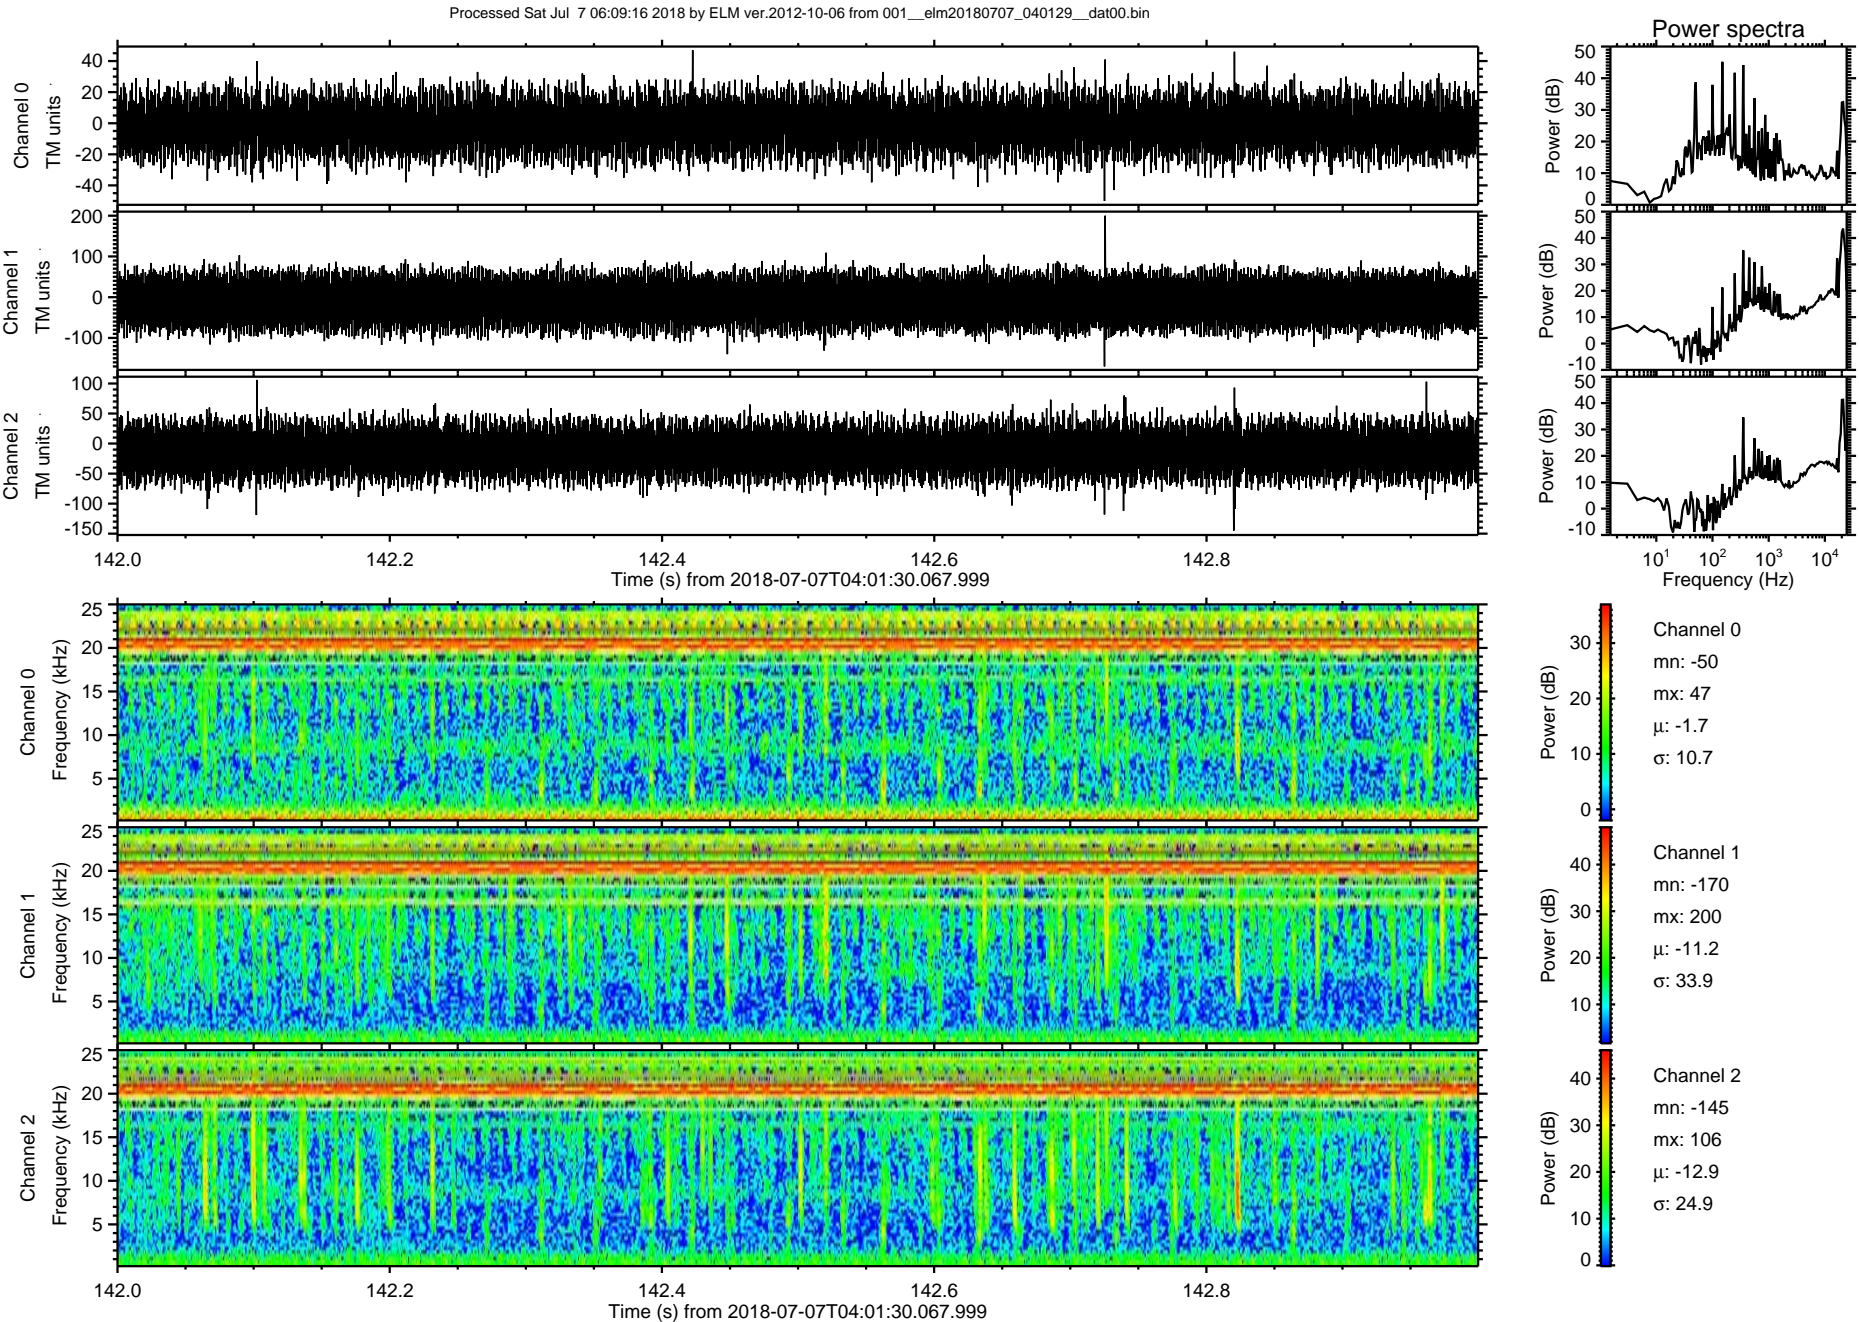 Processed Sat Jul  7 06:09:16 2018 by ELM ver.2012-10-06 from 001__elm20180707_040129__dat00.bin
Power spectra
Channel 0
TM units
40
20
0
-20
-40
Power (dB)
50
40
30
20
10
0
Channel 1
TM units
200
100
0
-100
Power (dB)
50
40
30
20
10
0
-10
Channel 2
TM units
100
50
0
-50
-100
-150
Power (dB)
50
40
30
20
10
0
-10
142.0 142.2 142.4 142.6 142.8
Time (s) from 2018-07-07T04:01:30.067.999
10^1 10^2 10^3 10^4
Frequency (Hz)
Channel 0
Frequency (kHz)
25
20
15
10
5
Power (dB)
30
20
10
0
Channel 0
mn: -50
mx: 47
μ: -1.7
σ: 10.7
Channel 1
Frequency (kHz)
25
20
15
10
5
Power (dB)
40
30
20
10
Channel 1
mn: -170
mx: 200
μ: -11.2
σ: 33.9
Channel 2
Frequency (kHz)
25
20
15
10
5
Power (dB)
40
30
20
10
0
Channel 2
mn: -145
mx: 106
μ: -12.9
σ: 24.9
142.0 142.2 142.4 142.6 142.8
Time (s) from 2018-07-07T04:01:30.067.999